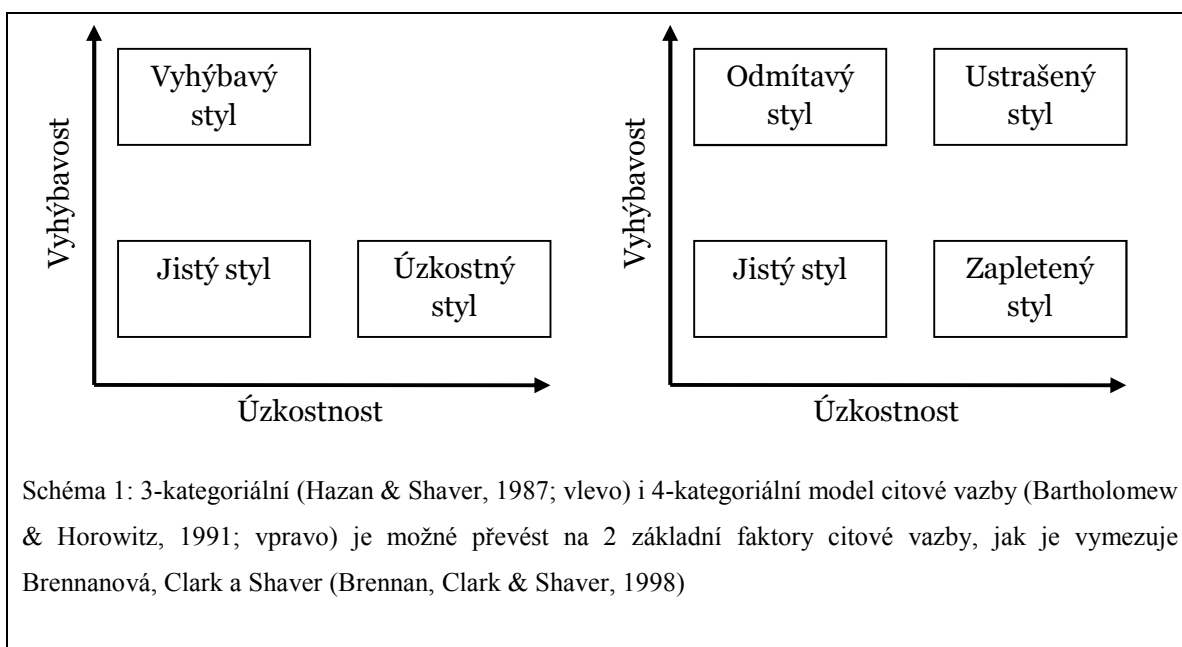 Vyhýbavost
Vyhýbavý
styl
Jistý styl
Úzkostný
styl
Úzkostnost
Vyhýbavost
Odmítavý
styl
Ustrašený
styl
Jistý styl
Zapletený
styl
Úzkostnost
Schéma 1: 3-kategoriální (Hazan & Shaver, 1987; vlevo) i 4-kategoriální model citové vazby (Bartholomew
& Horowitz, 1991; vpravo) je možné převést na 2 základní faktory citové vazby, jak je vymezuje
Brennanová, Clark a Shaver (Brennan, Clark & Shaver, 1998)